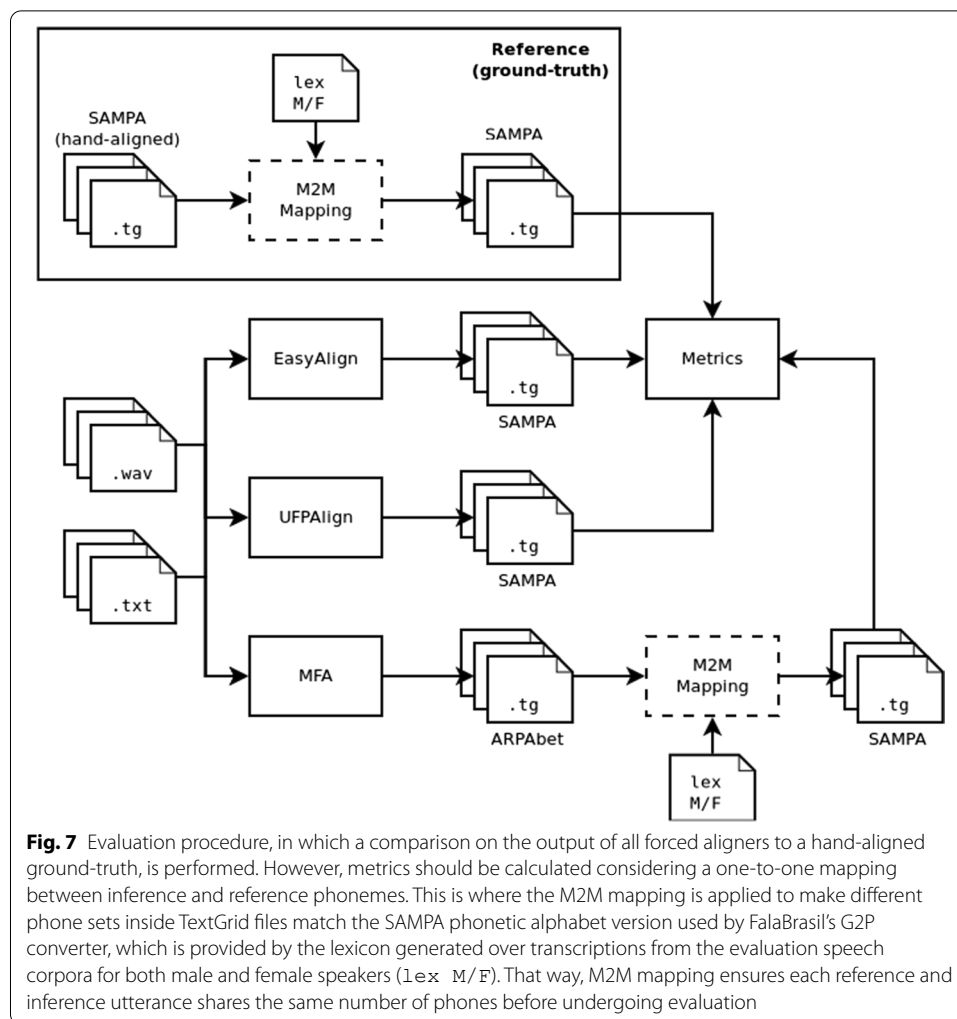 Reference
(ground-truth)
lex
M/F
SAMPA
(hand-aligned)
.tg
M2M
Mapping
SAMPA
.tg
EasyAlign
.tg
SAMPA
Metrics
.wav
UFPAlign
.tg
SAMPA
.txt
MFA
.tg
ARPAbet
M2M
Mapping
.tg
SAMPA
lex
M/F
Fig. 7 Evaluation procedure, in which a comparison on the output of all forced aligners to a hand-aligned
ground-truth, is performed. However, metrics should be calculated considering a one-to-one mapping
between inference and reference phonemes. This is where the M2M mapping is applied to make different
phone sets inside TextGrid files match the SAMPA phonetic alphabet version used by FalaBrasil’s G2P
converter, which is provided by the lexicon generated over transcriptions from the evaluation speech
corpora for both male and female speakers (lex M/F). That way, M2M mapping ensures each reference and
inference utterance shares the same number of phones before undergoing evaluation